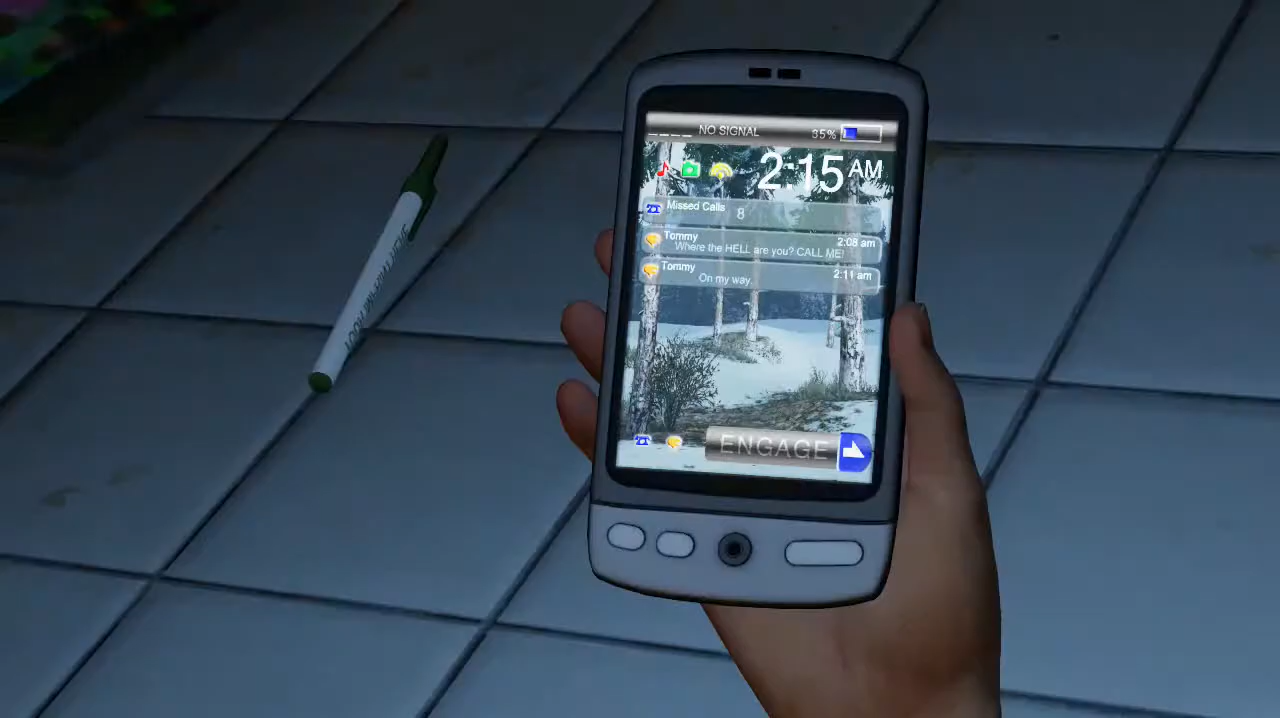 NO SIGNAL 35%
2:15 AM
Missed Calls 8
Tommy 2:08 am
Where the HELL are you? CALL ME!
Tommy 2:11 am
On my way.
ENGAGE